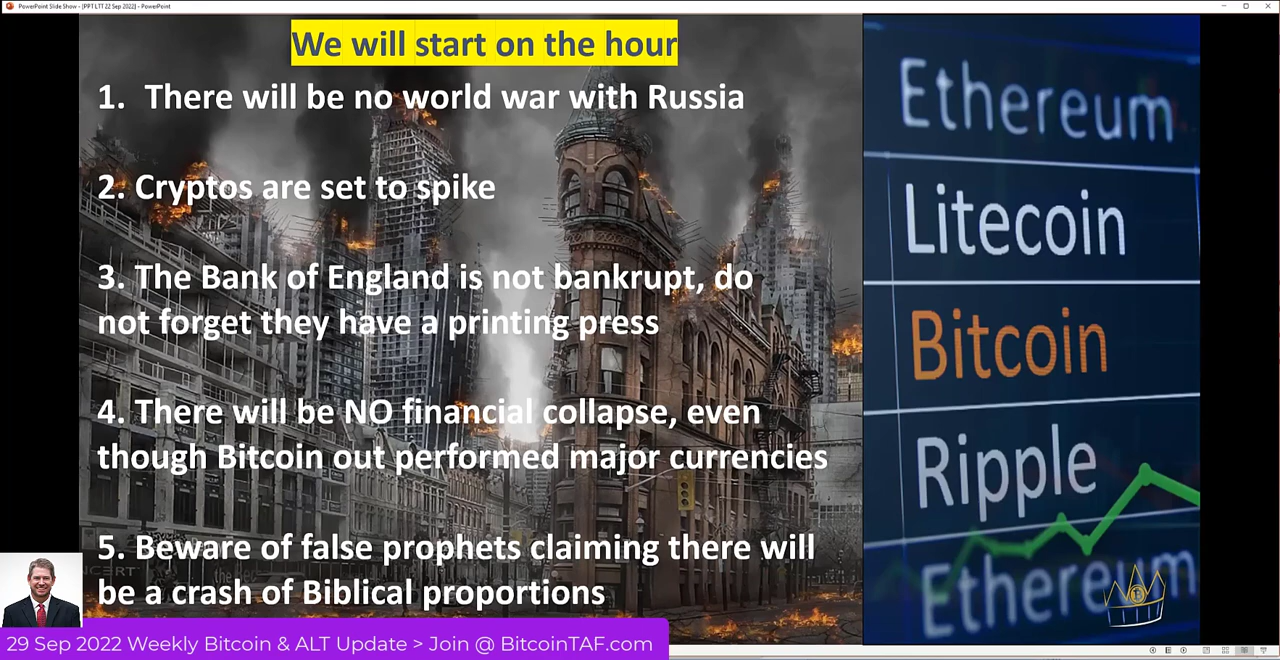 PowerPoint Slide Show - [PPT LTT 22 Sep 2022] - PowerPoint
We will start on the hour
1. There will be no world war with Russia
2. Cryptos are set to spike
3. The Bank of England is not bankrupt, do
not forget they have a printing press
4. There will be NO financial collapse, even
though Bitcoin out performed major currencies
5. Beware of false prophets claiming there will
be a crash of Biblical proportions
Ethereum
Litecoin
Bitcoin
Ripple
Ethereum
29 Sep 2022 Weekly Bitcoin & ALT Update > Join @ BitcoinTAF.com